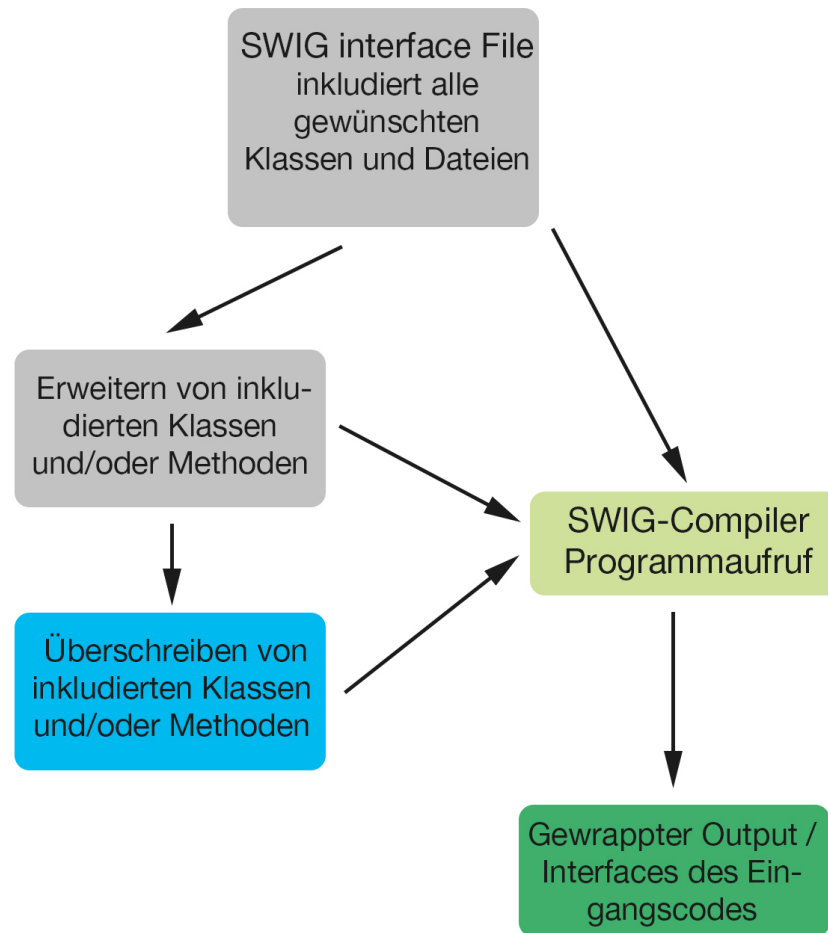 SWIG interface File
inkludiert alle
gewünschten
Klassen und Dateien
Erweitern von inklu-
dierten Klassen
und/oder Methoden
SWIG-Compiler
Programmaufruf
Überschreiben von
inkludierten Klassen
und/oder Methoden
Gewrappter Output /
Interfaces des Ein-
gangscodes